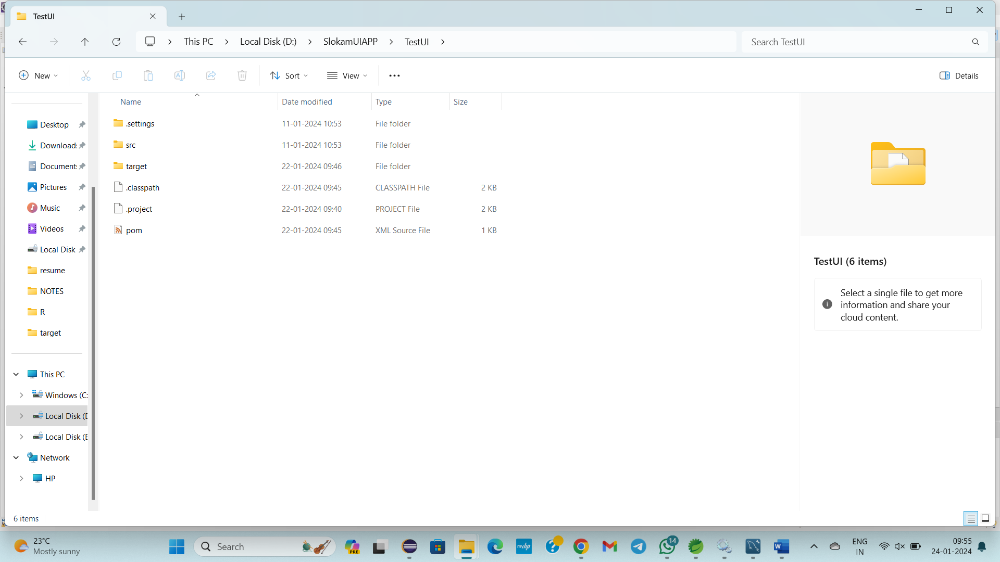 TestUI
This PC
Local Disk (D:)
SlokamUIAPP
TestUI
Search TestUI
New
Sort
View
Details
Name
Date modified
Type
Size
.settings 11-01-2024 10:53 File folder
src 11-01-2024 10:53 File folder
target 22-01-2024 09:46 File folder
.classpath 22-01-2024 09:45 CLASSPATH File 2 KB
.project 22-01-2024 09:40 PROJECT File 2 KB
pom 22-01-2024 09:45 XML Source File 1 KB
Desktop
Downloads
Documents
Pictures
Music
Videos
Local Disk
resume
NOTES
R
target
This PC
Windows (C:
Local Disk (D
Local Disk (E
Network
HP
TestUI (6 items)
Select a single file to get more
information and share your
cloud content.
6 items
23°C
Mostly sunny
Search
PRE
myhp
14
W
ENG
IN
09:55
24-01-2024